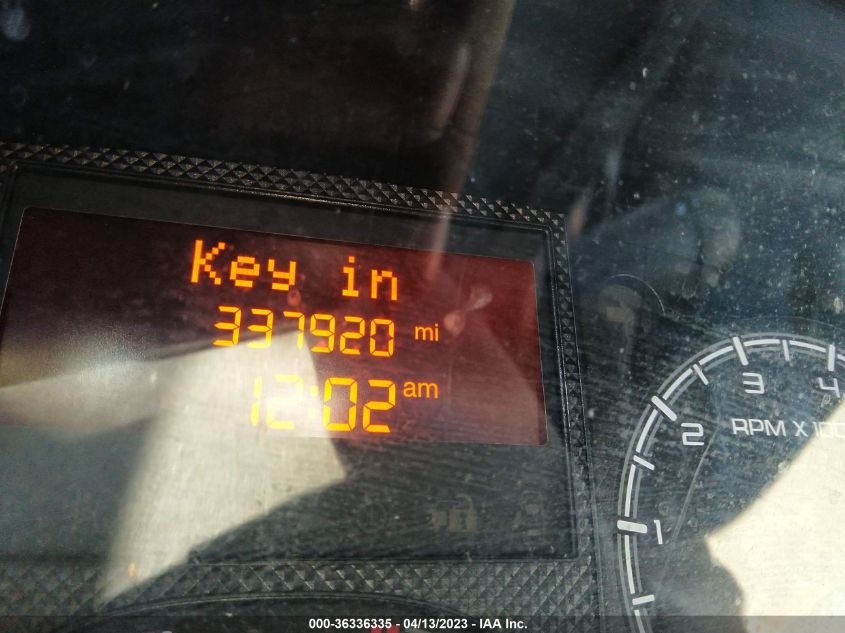 Key in
337920 mi
12:02 am
1
2
3
4
RPM X 100
000-36336335 - 04/13/2023 - IAA Inc.